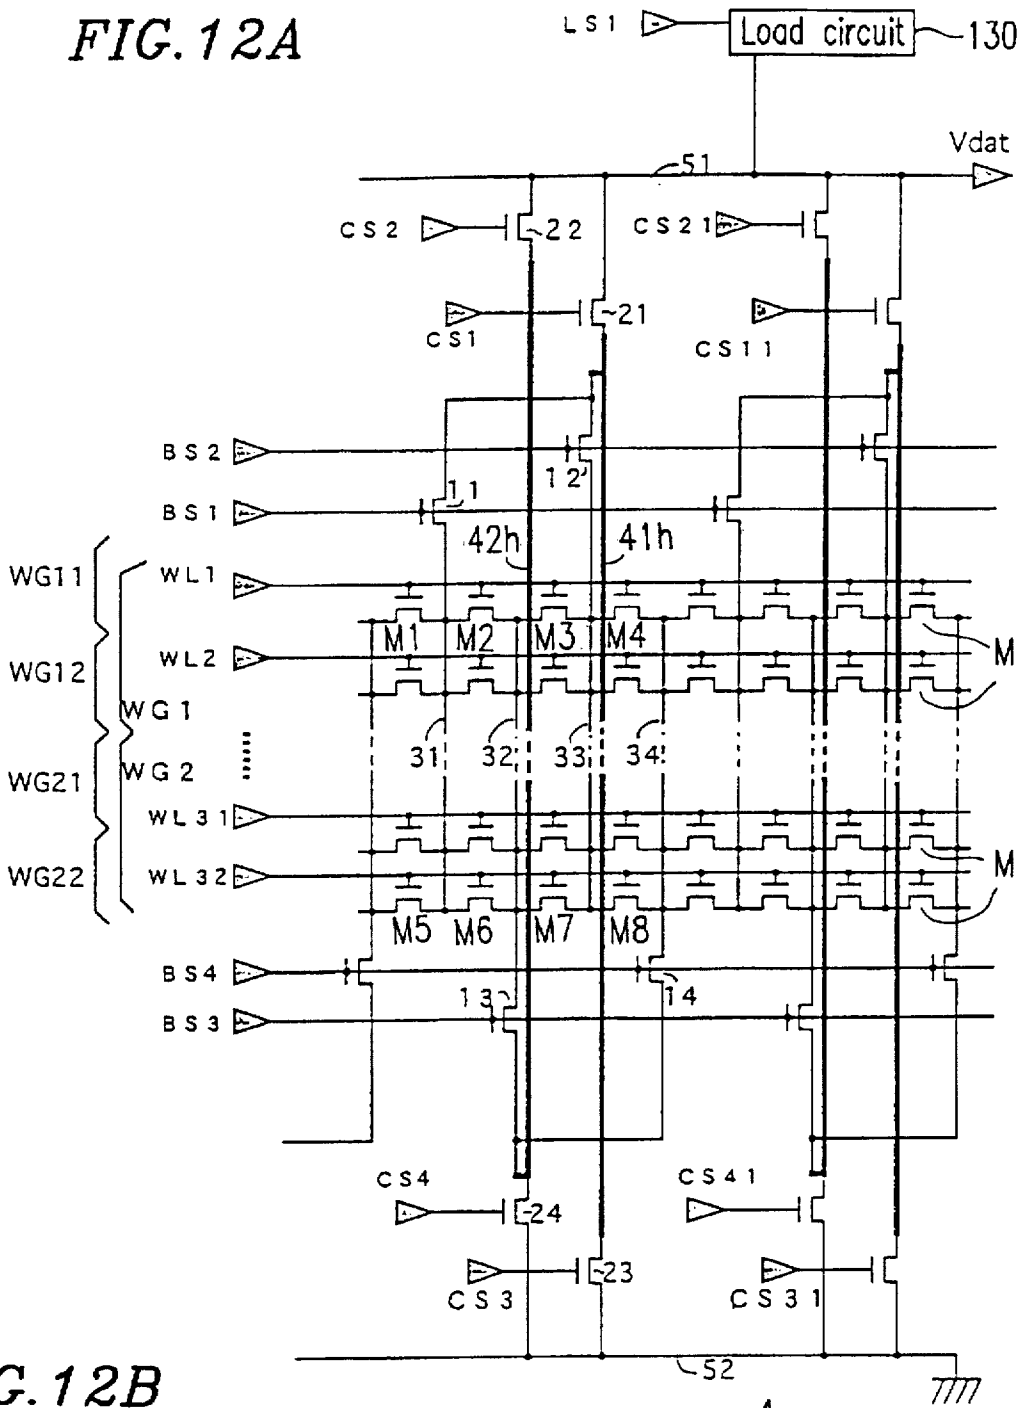 FIG.12A
LS1
Load circuit
130
Vdat
51
CS2
22
CS21
CS1
21
CS11
BS2
12
BS1
11
42h
41h
WG11
WL1
M1 M2 M3 M4
M
WG12
WL2
WG1
31 32 33 34
WG2
WG21
WL31
M
WG22
WL32
M5 M6 M7 M8
BS4
14
13
BS3
CS4
24
CS41
CS3
23
CS31
52
G.12B